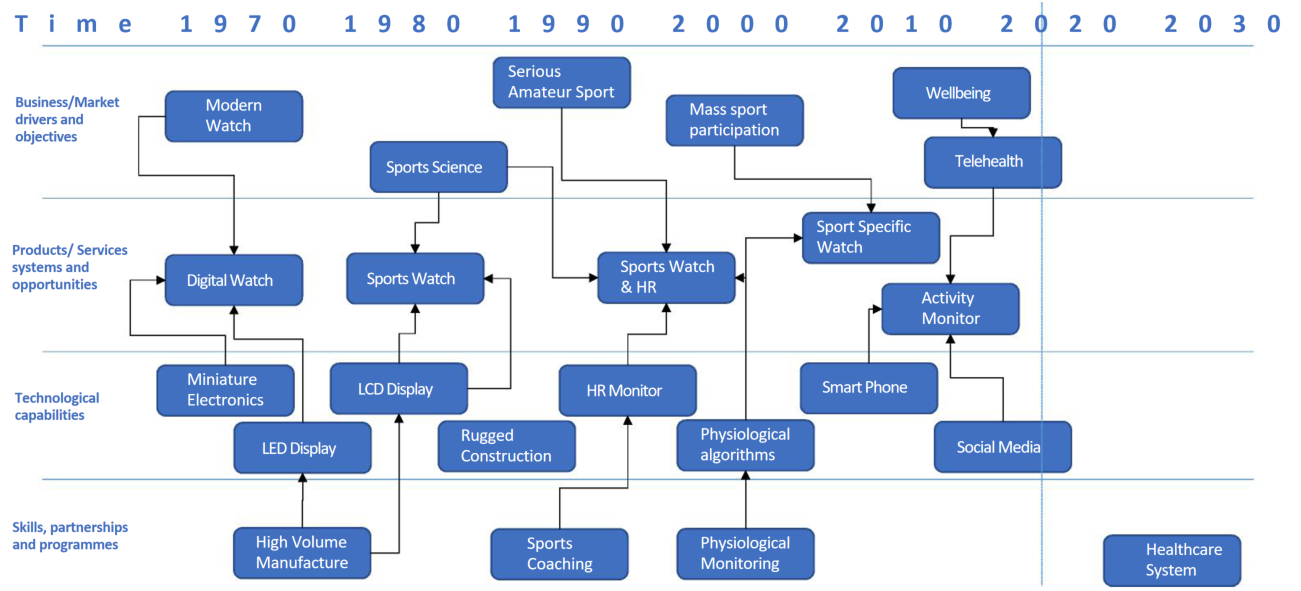 Time 1970 1980 1990 2000 2010 2020 2030
Business/Market
drivers and
objectives
Modern
Watch
Serious
Amateur Sport
Mass sport
participation
Wellbeing
Sports Science
Telehealth
Products/ Services
systems and
opportunities
Digital Watch
Sports Watch
Sports Watch
& HR
Sport Specific
Watch
Activity
Monitor
Technological
capabilities
Miniature
Electronics
LCD Display
HR Monitor
Smart Phone
LED Display
Rugged
Construction
Physiological
algorithms
Social Media
Skills, partnerships
and programmes
High Volume
Manufacture
Sports
Coaching
Physiological
Monitoring
Healthcare
System